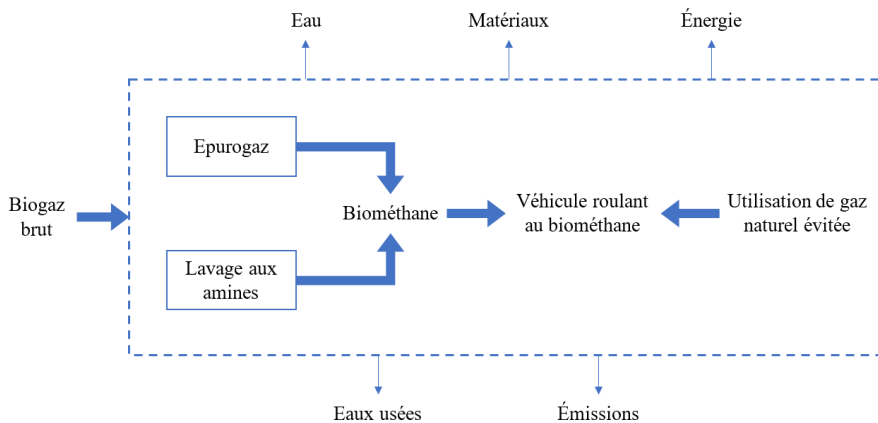 Eau
Matériaux
Énergie
Epurogaz
Biogaz
brut
Biométhane
Véhicule roulant
au biométhane
Utilisation de gaz
naturel évitée
Lavage aux
amines
Eaux usées
Émissions